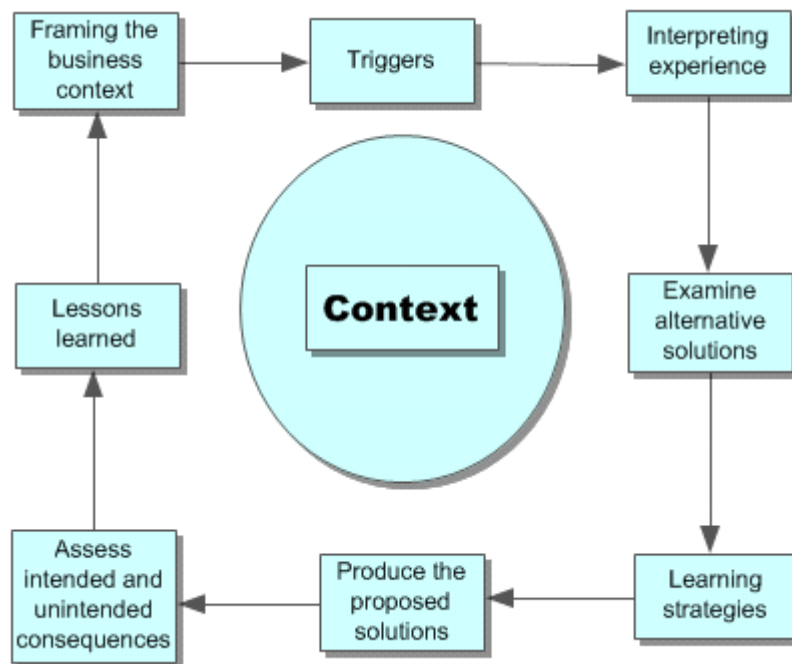 Framing the
business
context
Triggers
Interpreting
experience
Lessons
learned
Context
Examine
alternative
solutions
Assess
intended and
unintended
consequences
Produce the
proposed
solutions
Learning
strategies